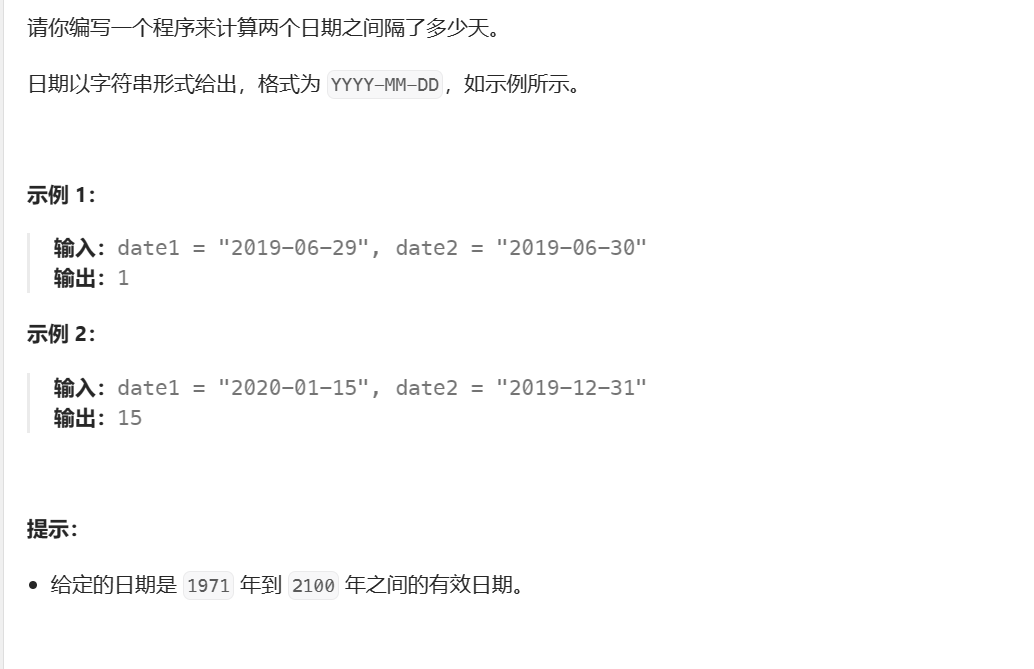 请你编写一个程序来计算两个日期之间隔了多少天。
日期以字符串形式给出，格式为 YYYY-MM-DD，如示例所示。
示例 1：
输入：date1 = "2019-06-29", date2 = "2019-06-30"
输出：1
示例 2：
输入：date1 = "2020-01-15", date2 = "2019-12-31"
输出：15
提示：
• 给定的日期是 1971 年到 2100 年之间的有效日期。